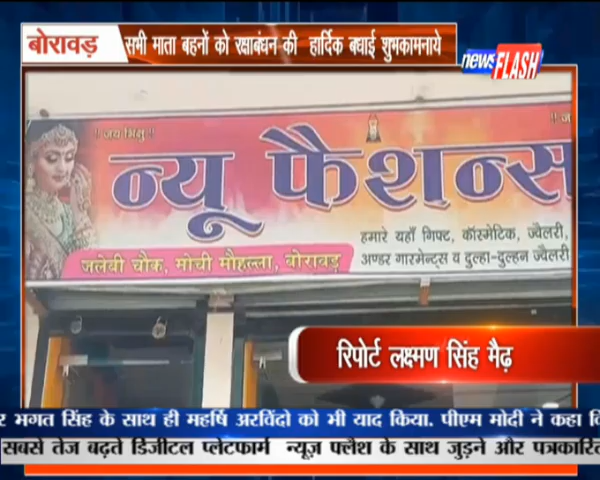 बोरावड़
सभी माता बहनों को रक्षाबंधन की हार्दिक बधाई शुभकामनाये
news FLASH
!! जय भिक्षु !!
!! ज
न्यू फैशन्स
हमारे यहाँ गिफ्ट, कॉस्मेटिक, ज्वैलरी,
अण्डर गारमेन्ट्स व दुल्हा-दुल्हन ज्वैलरी
जलेबी चौक, मोची मौहल्ला, बोरावड़
रिपोर्ट लक्ष्मण सिंह मैढ़
र भगत सिंह के साथ ही महर्षि अरविंदो को भी याद किया. पीएम मोदी ने कहा कि
सबसे तेज बढ़ते डिजीटल प्लेटफार्म न्यूज़ फ्लैश के साथ जुड़ने और पत्रकारित